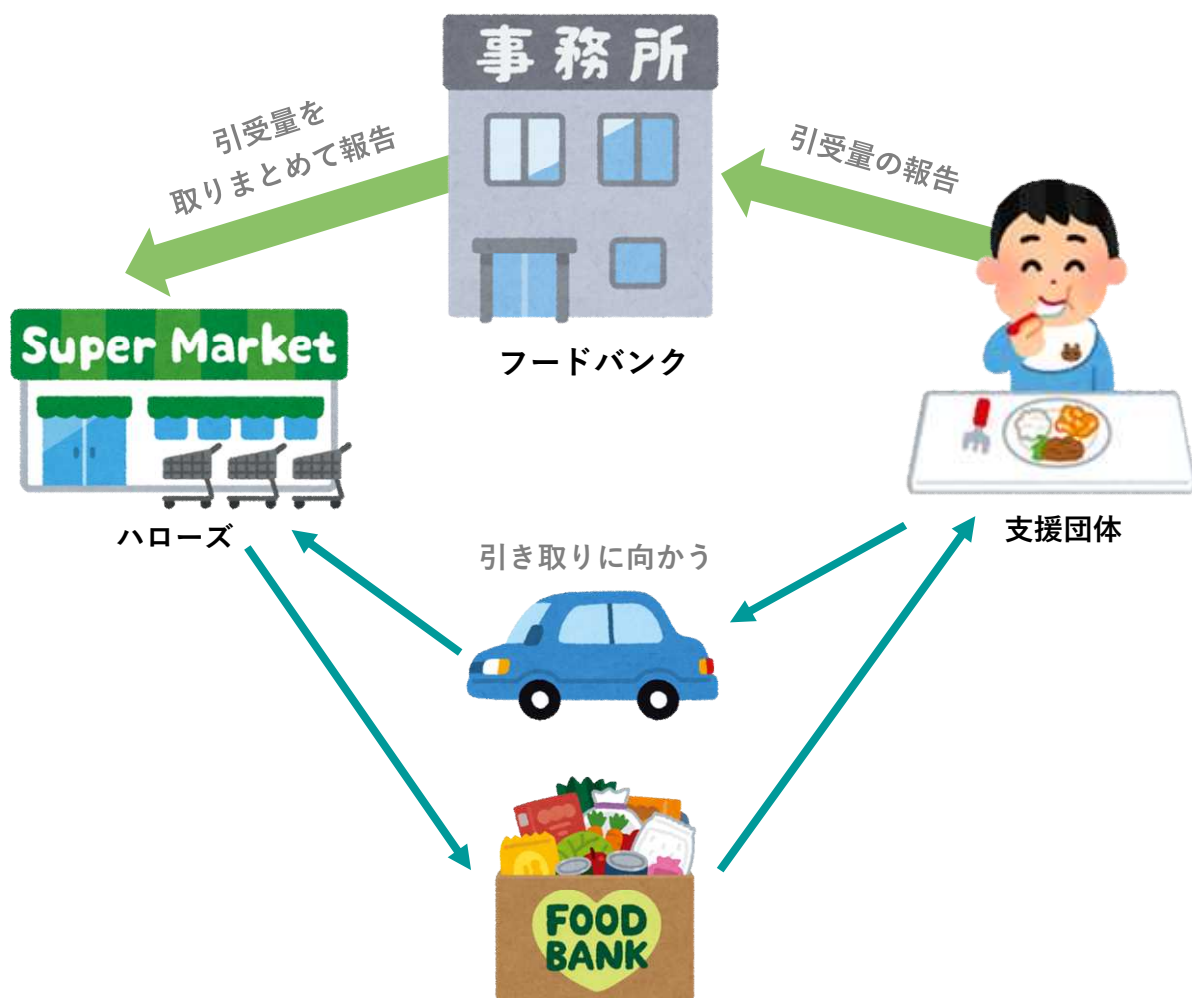 事務所
引受量を
取りまとめて報告
引受量の報告
Super Market
フードバンク
ハローズ
支援団体
引き取りに向かう
FOOD
BANK